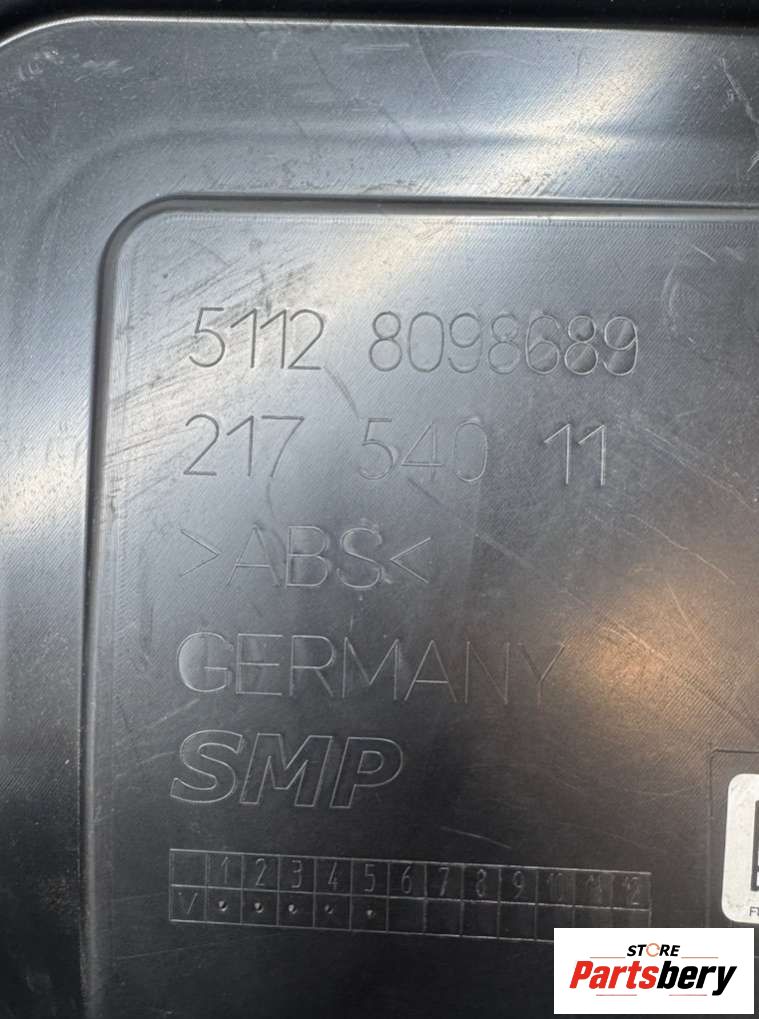 5112 8098689
217 540 11
>ABS<
GERMANY
SMP
1 2 3 4 5 6 7 8 9 10 11 12
V
STORE
Partsbery